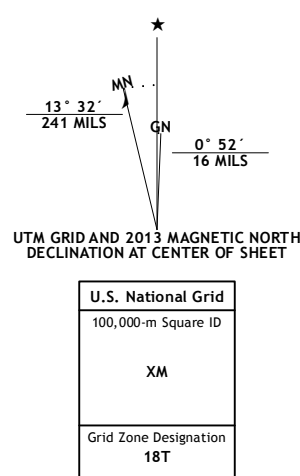 ★
MN
13° 32´
241 MILS
GN
0° 52´
16 MILS
UTM GRID AND 2013 MAGNETIC NORTH
DECLINATION AT CENTER OF SHEET
U.S. National Grid
100,000-m Square ID
XM
Grid Zone Designation
18T